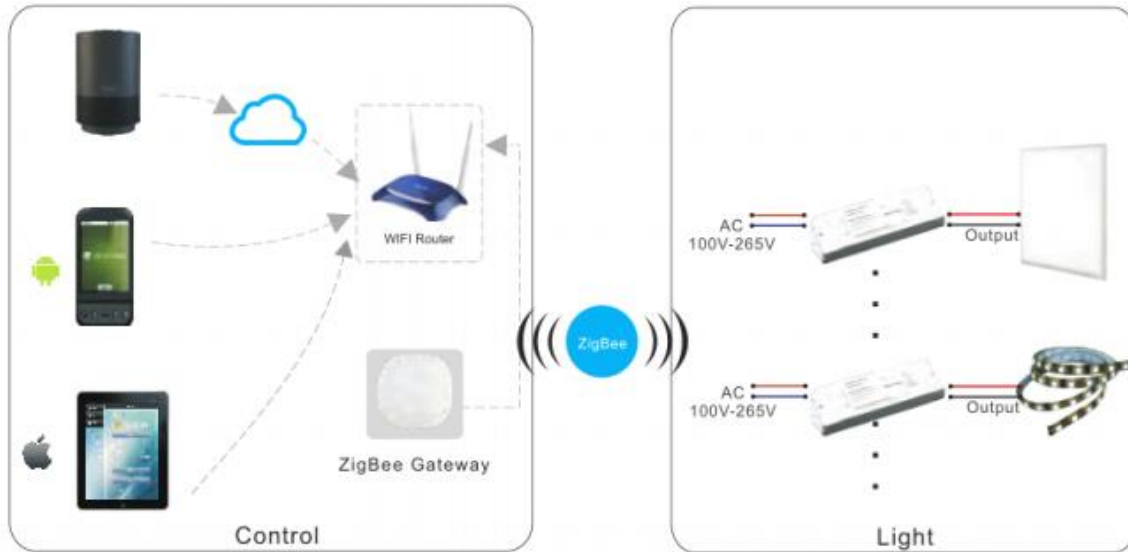 WIFI Router
ZigBee Gateway
Control
ZigBee
AC
100V-265V
Output
AC
100V-265V
Output
Light